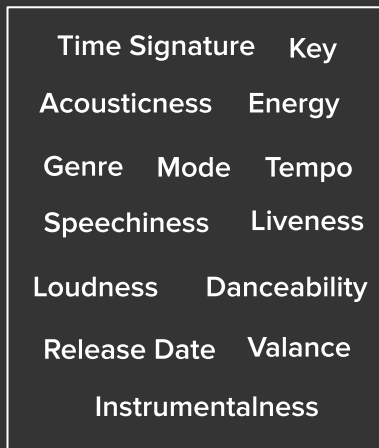 Time Signature Key
Acousticness Energy
Genre Mode Tempo
Speechiness Liveness
Loudness Danceability
Release Date Valance
Instrumentalness